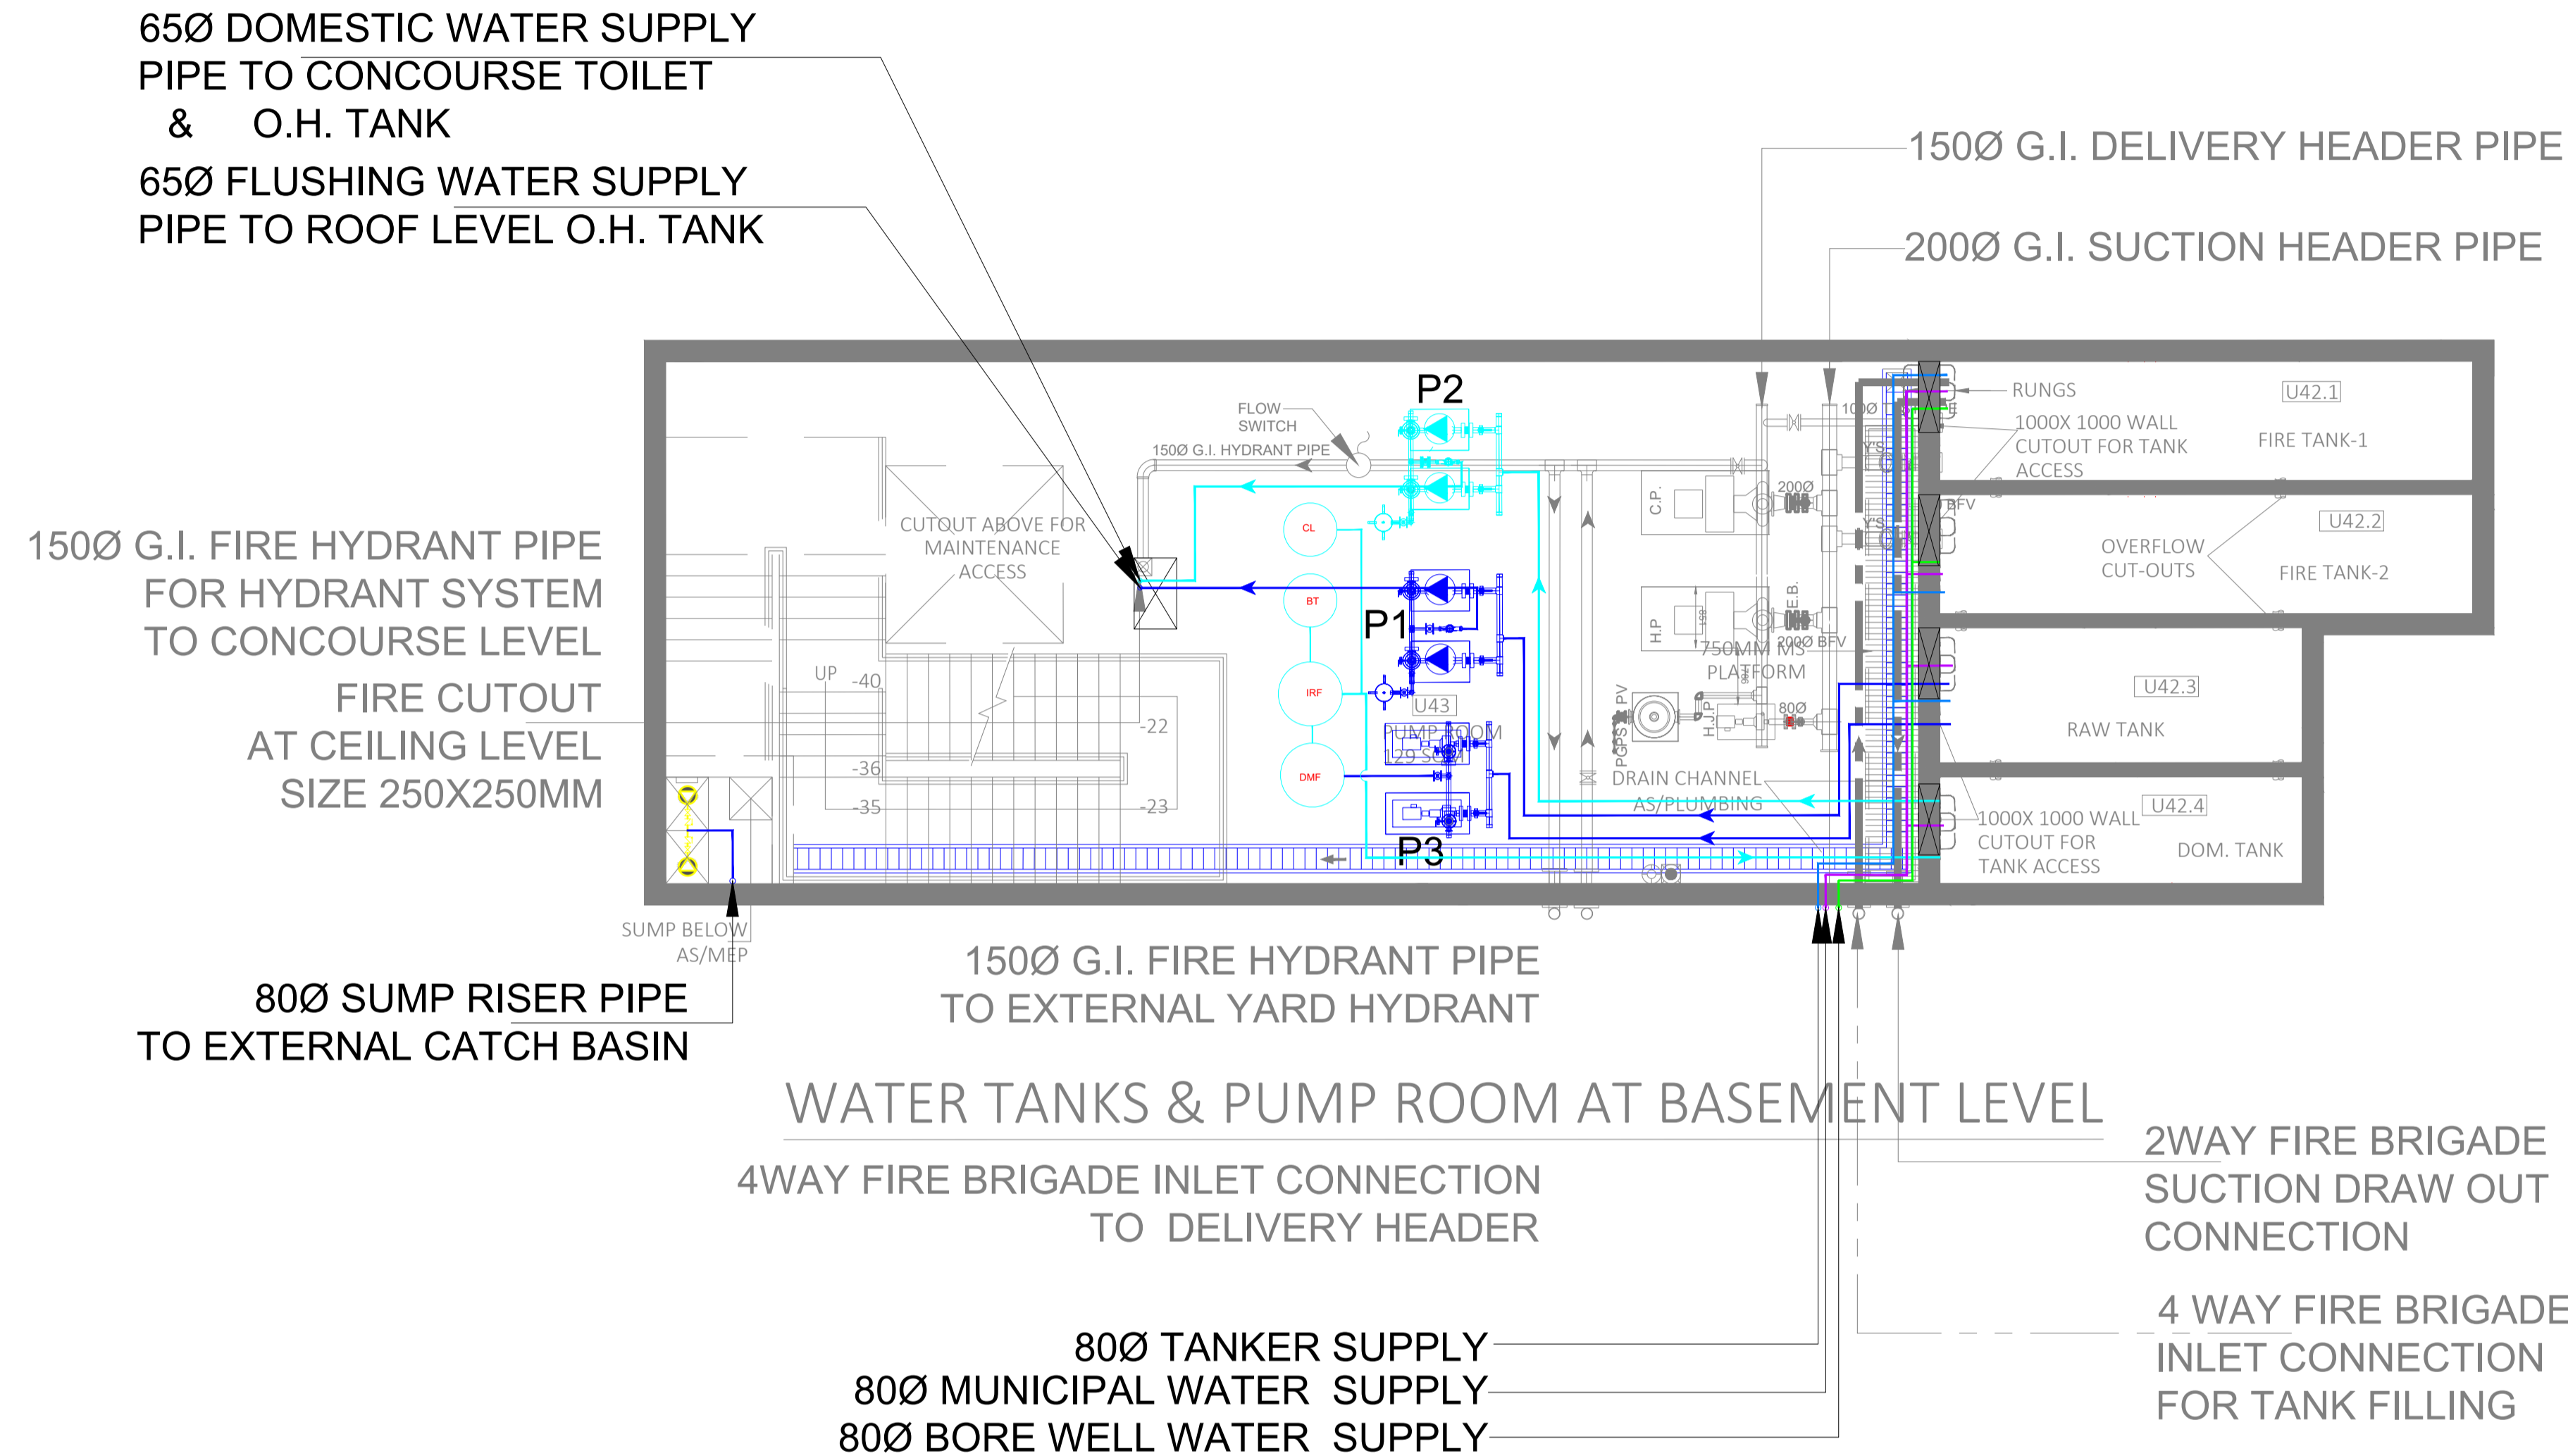 65Ø DOMESTIC WATER SUPPLY
PIPE TO CONCOURSE TOILET
& O.H. TANK
65Ø FLUSHING WATER SUPPLY
PIPE TO ROOF LEVEL O.H. TANK
150Ø G.I. DELIVERY HEADER PIPE
200Ø G.I. SUCTION HEADER PIPE
P2
FLOW
SWITCH
150Ø G.I. HYDRANT PIPE
100Ø
RUNGS
1000X 1000 WALL
CUTOUT FOR TANK
ACCESS
U42.1
FIRE TANK-1
Y'S
200Ø
C.P.
BFV
Y'S
U42.2
OVERFLOW
CUT-OUTS
FIRE TANK-2
CUTOUT ABOVE FOR
MAINTENANCE
ACCESS
CL
BT
IRF
DMF
150Ø G.I. FIRE HYDRANT PIPE
FOR HYDRANT SYSTEM
TO CONCOURSE LEVEL
FIRE CUTOUT
AT CEILING LEVEL
SIZE 250X250MM
P1
H.P
851
E.B.
200Ø BFV
750MM MS
PLATFORM
786
UP
-40
-22
-36
-35
-23
U43
PUMP ROOM
129 SQM
PV
H.J.P
80Ø
U42.3
RAW TANK
DRAIN CHANNEL
AS/PLUMBING
U42.4
1000X 1000 WALL
CUTOUT FOR
TANK ACCESS
DOM. TANK
P3
SUMP BELOW
AS/MEP
80Ø SUMP RISER PIPE
TO EXTERNAL CATCH BASIN
150Ø G.I. FIRE HYDRANT PIPE
TO EXTERNAL YARD HYDRANT
WATER TANKS & PUMP ROOM AT BASEMENT LEVEL
4WAY FIRE BRIGADE INLET CONNECTION
TO DELIVERY HEADER
2WAY FIRE BRIGADE
SUCTION DRAW OUT
CONNECTION
4 WAY FIRE BRIGADE
INLET CONNECTION
FOR TANK FILLING
80Ø TANKER SUPPLY
80Ø MUNICIPAL WATER SUPPLY
80Ø BORE WELL WATER SUPPLY